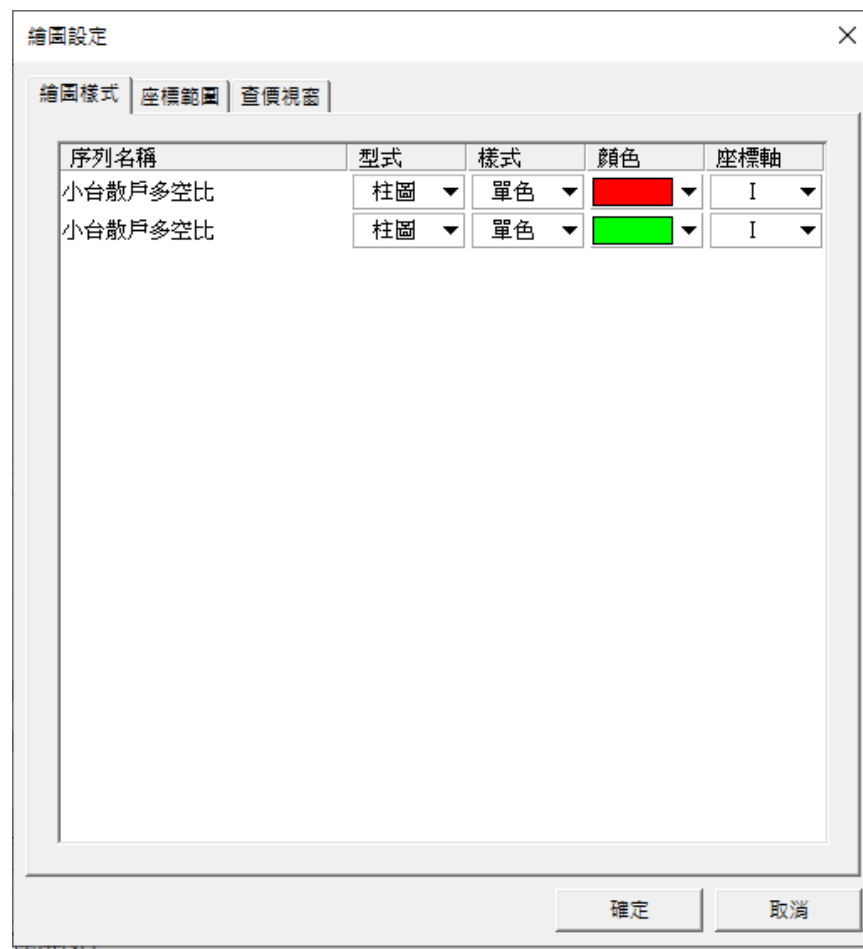 繪圖設定
繪圖樣式 座標範圍 查價視窗
序列名稱 型式 樣式 顏色 座標軸
小台散戶多空比 柱圖 單色 I
小台散戶多空比 柱圖 單色 I
確定 取消